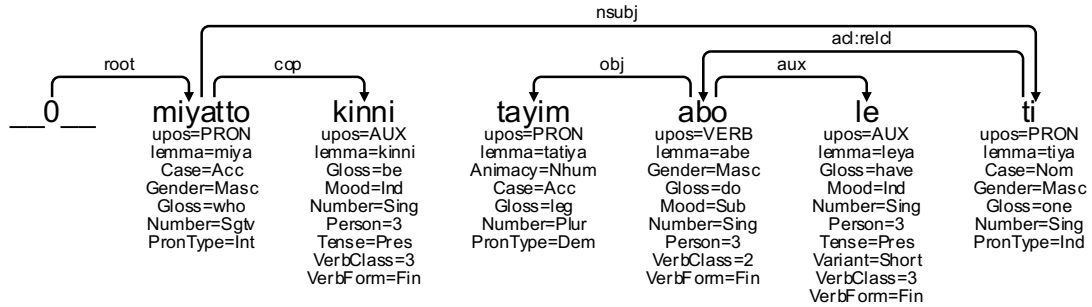 nsubj
acl:relcl
root cop obj aux
__0__ miyatto kinni tayim abo le ti
upos=PRON upos=AUX upos=PRON upos=VERB upos=AUX upos=PRON
lemma=miya lemma=kinni lemma=tatiya lemma=abe lemma=leya lemma=tiya
Case=Acc Gloss=be Animacy=Nhum Gender=Masc Gloss=have Case=Nom
Gender=Masc Mood=Ind Case=Acc Gloss=do Mood=Ind Gender=Masc
Gloss=who Number=Sing Gloss=leg Mood=Sub Number=Sing Gloss=one
Number=Sgtv Person=3 Number=Plur Number=Sing Person=3 Number=Sing
PronType=Int Tense=Pres PronType=Dem Person=3 Tense=Pres PronType=Ind
VerbClass=3 VerbClass=2 Variant=Short
VerbForm=Fin VerbForm=Fin VerbClass=3
VerbForm=Fin